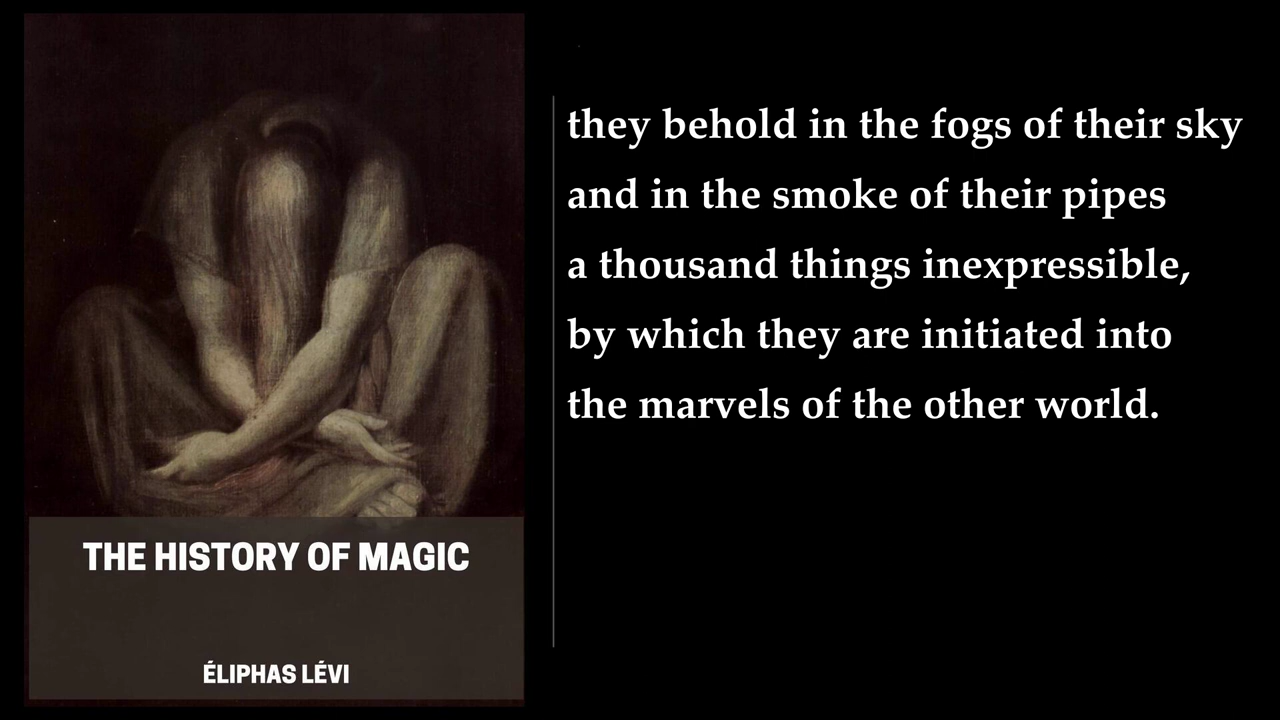 they behold in the fogs of their sky
and in the smoke of their pipes
a thousand things inexpressible,
by which they are initiated into
the marvels of the other world.
THE HISTORY OF MAGIC
ÉLIPHAS LÉVI